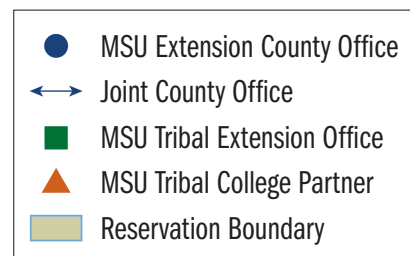 MSU Extension County Office
Joint County Office
MSU Tribal Extension Office
MSU Tribal College Partner
Reservation Boundary